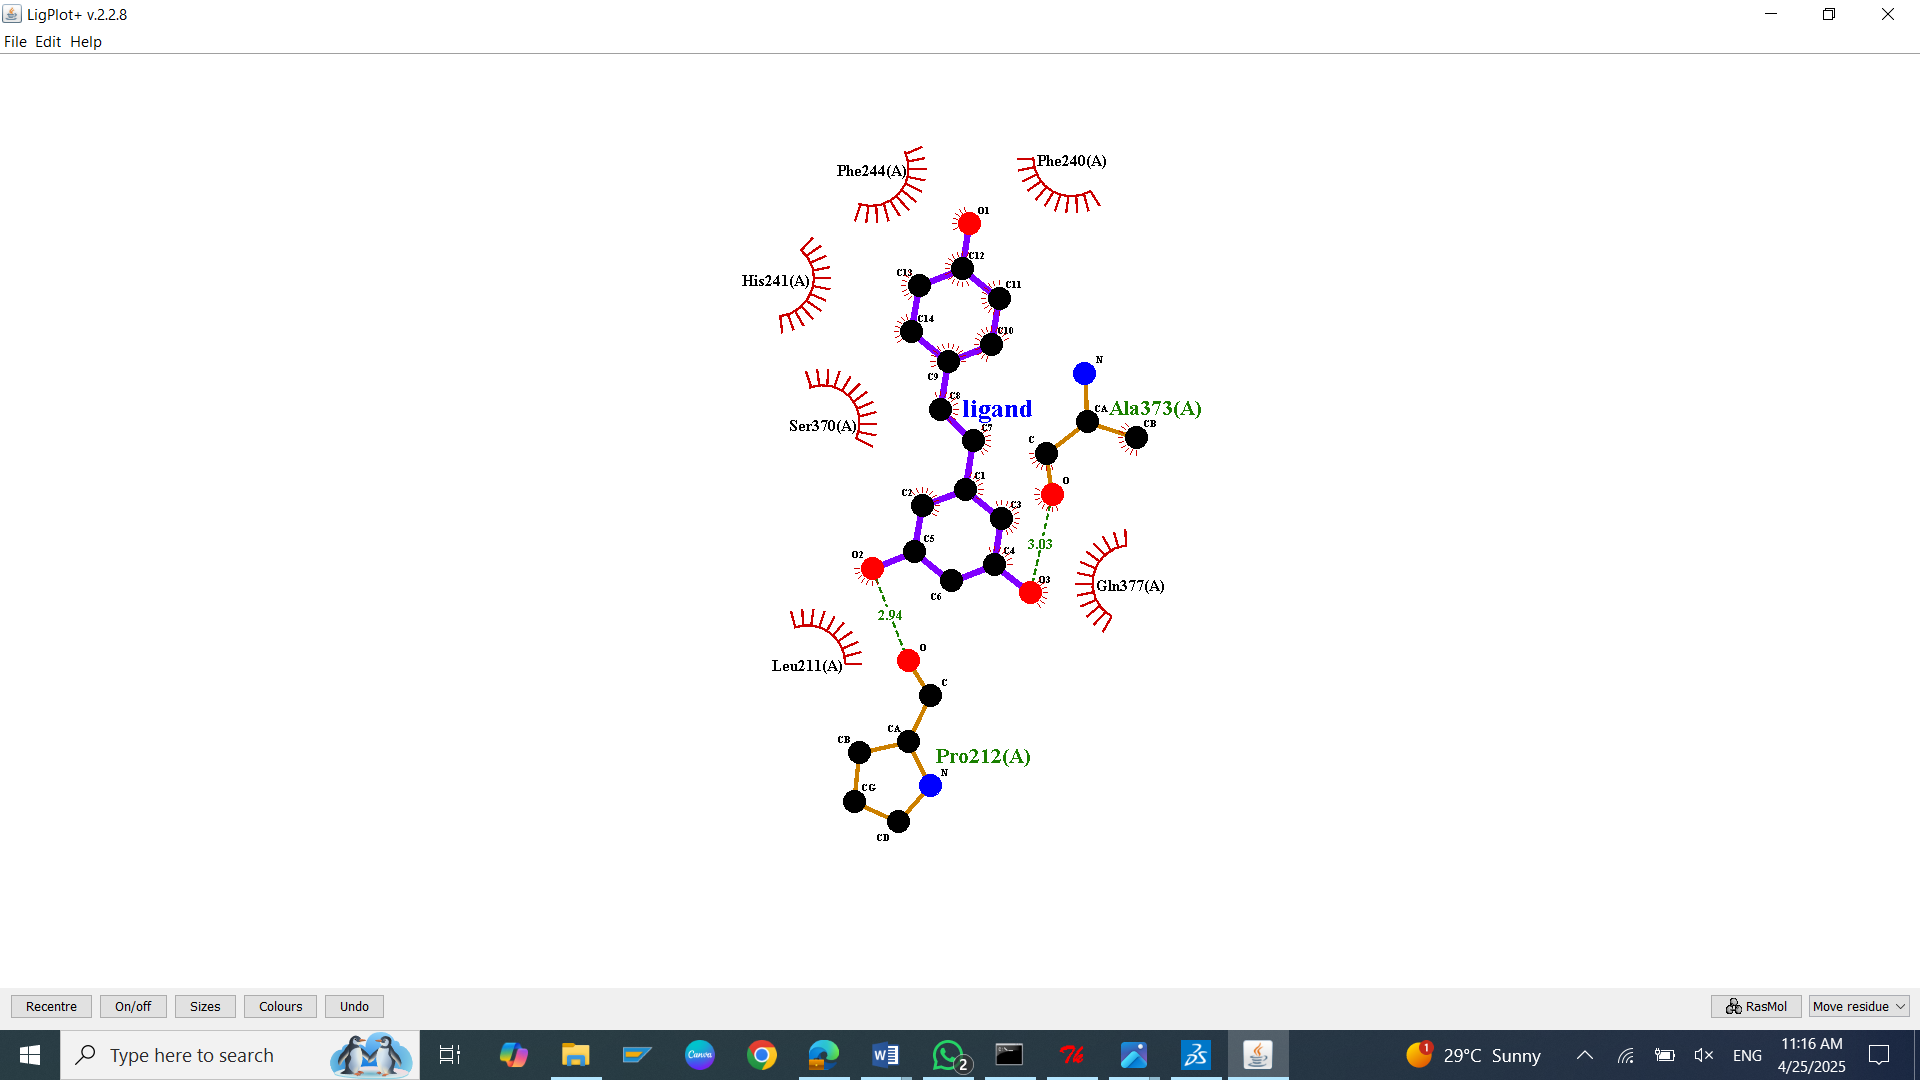 LigPlot+ v.2.2.8
File Edit Help
Phe240(A)
Phe244(A)
O1
C12
C13
His241(A)
C11
C14
C10
N
C9
C8
ligand
CA
Ala373(A)
Ser370(A)
CB
C7
C
C1
O
C2
C3
C5
3.03
C4
O2
O3
Gln377(A)
C6
2.94
O
Leu211(A)
C
CA
CB
Pro212(A)
N
CG
CD
Recentre On/off Sizes Colours Undo RasMol Move residue
Type here to search
Canva
2
1
29°C Sunny
ENG
11:16 AM
4/25/2025